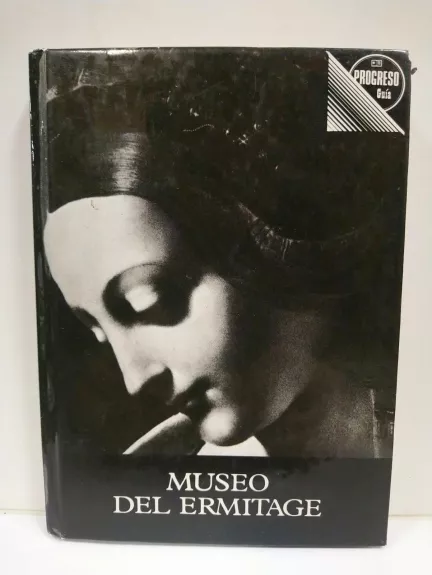 PROGRESO
Guía
MUSEO
DEL ERMITAGE